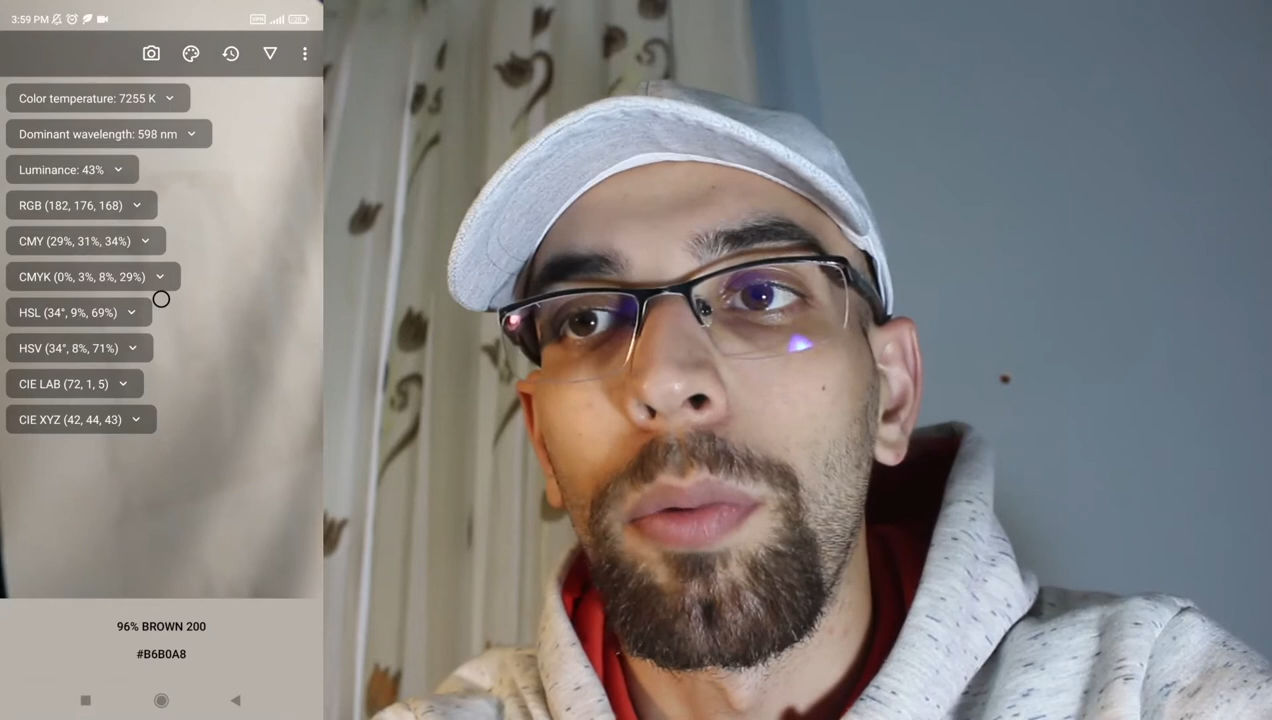 3:59 PM
Color temperature: 7255 K
Dominant wavelength: 598 nm
Luminance: 43%
RGB (182, 176, 168)
CMY (29%, 31%, 34%)
CMYK (0%, 3%, 8%, 29%)
HSL (34°, 9%, 69%)
HSV (34°, 8%, 71%)
CIE LAB (72, 1, 5)
CIE XYZ (42, 44, 43)
96% BROWN 200
#B6B0A8